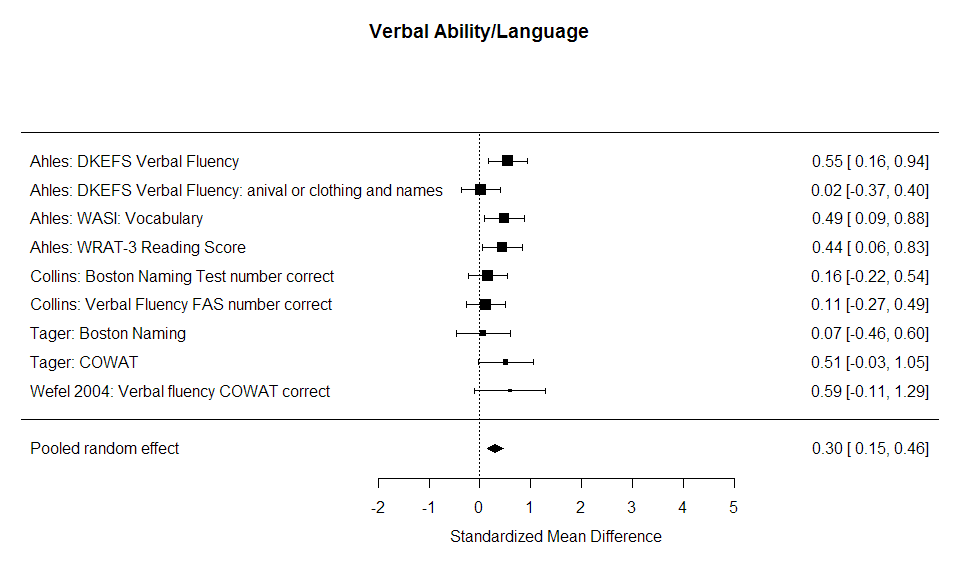 Verbal Ability/Language
Ahles: DKEFS Verbal Fluency 0.55 [ 0.16, 0.94]
Ahles: DKEFS Verbal Fluency: anival or clothing and names 0.02 [-0.37, 0.40]
Ahles: WASI: Vocabulary 0.49 [ 0.09, 0.88]
Ahles: WRAT-3 Reading Score 0.44 [ 0.06, 0.83]
Collins: Boston Naming Test number correct 0.16 [-0.22, 0.54]
Collins: Verbal Fluency FAS number correct 0.11 [-0.27, 0.49]
Tager: Boston Naming 0.07 [-0.46, 0.60]
Tager: COWAT 0.51 [-0.03, 1.05]
Wefel 2004: Verbal fluency COWAT correct 0.59 [-0.11, 1.29]
Pooled random effect 0.30 [ 0.15, 0.46]
-2 -1 0 1 2 3 4 5
Standardized Mean Difference